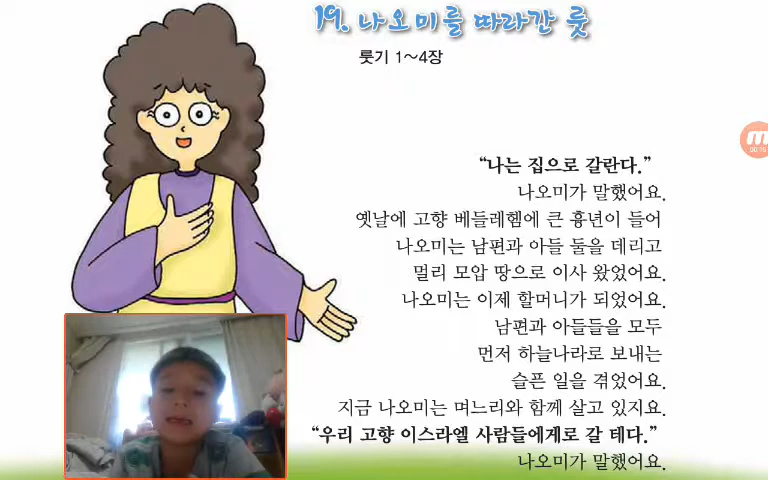 19. 나오미를 따라간 룻
룻기 1~4장
“나는 집으로 갈란다.”
나오미가 말했어요.
옛날에 고향 베들레헴에 큰 흉년이 들어
나오미는 남편과 아들 둘을 데리고
멀리 모압 땅으로 이사 왔었어요.
나오미는 이제 할머니가 되었어요.
남편과 아들들을 모두
먼저 하늘나라로 보내는
슬픈 일을 겪었어요.
지금 나오미는 며느리와 함께 살고 있지요.
“우리 고향 이스라엘 사람들에게로 갈 테다.”
나오미가 말했어요.